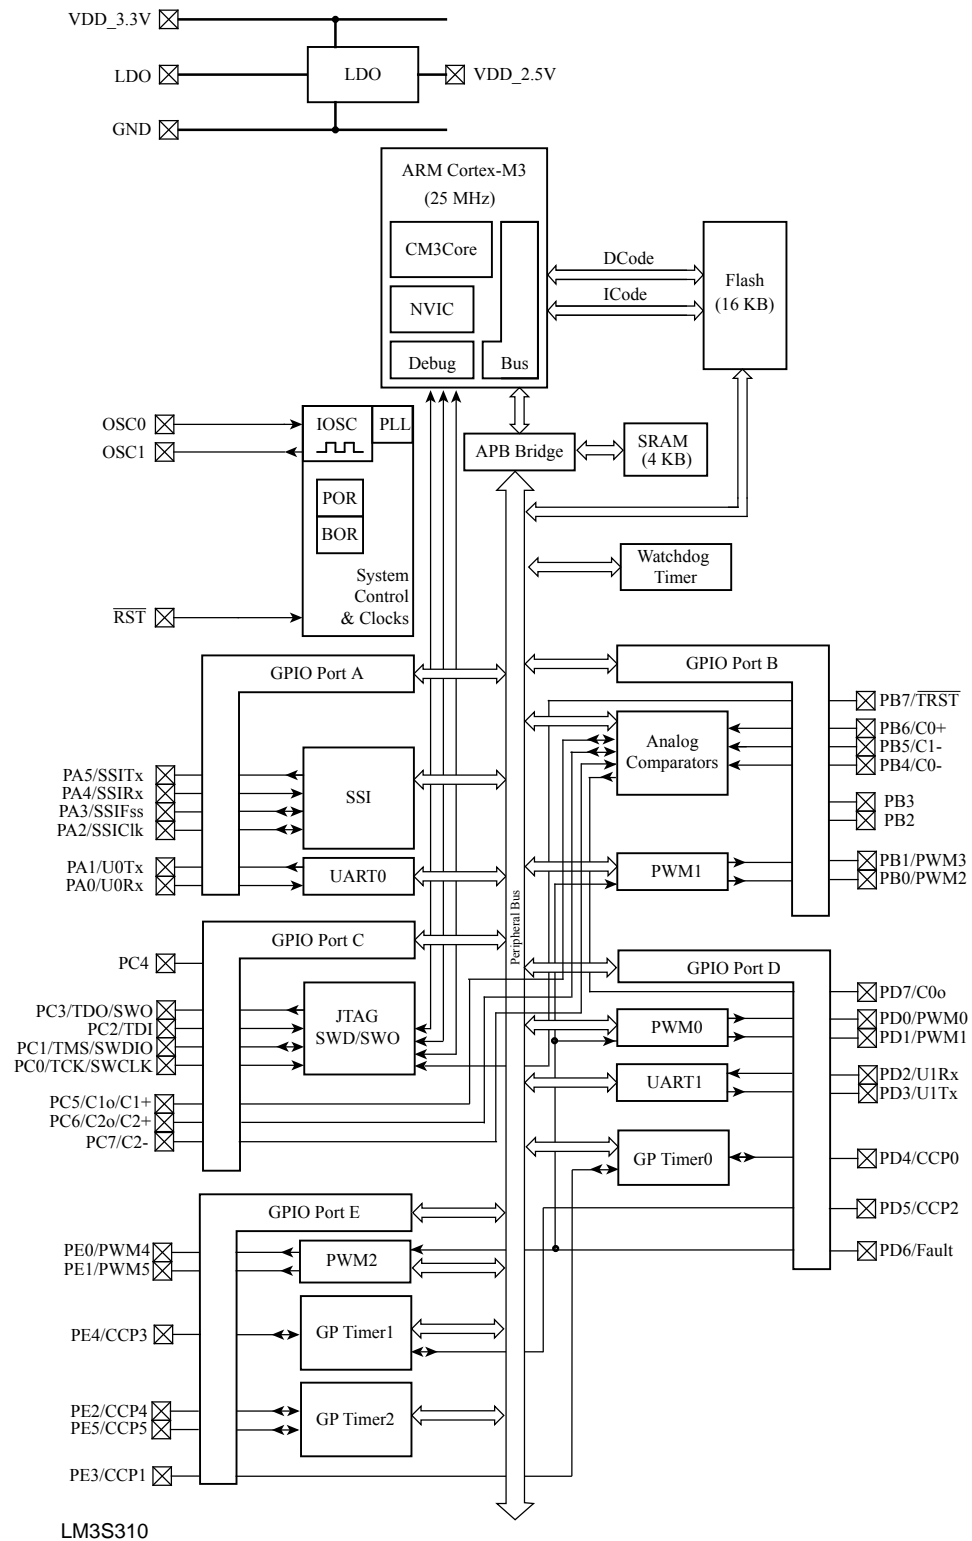 VDD_3.3V
LDO
LDO
VDD_2.5V
GND
ARM Cortex-M3
(25 MHz)
CM3Core
NVIC
Debug
Bus
DCode
ICode
Flash
(16 KB)
OSC0
OSC1
IOSC
PLL
POR
BOR
System
Control
& Clocks
RST
APB Bridge
SRAM
(4 KB)
Watchdog
Timer
GPIO Port A
PA5/SSITx
PA4/SSIRx
PA3/SSIFss
PA2/SSIClk
SSI
PA1/U0Tx
PA0/U0Rx
UART0
GPIO Port B
PB7/TRST
PB6/C0+
PB5/C1-
PB4/C0-
Analog
Comparators
PB3
PB2
PWM1
PB1/PWM3
PB0/PWM2
Peripheral Bus
GPIO Port C
PC4
PC3/TDO/SWO
PC2/TDI
PC1/TMS/SWDIO
PC0/TCK/SWCLK
JTAG
SWD/SWO
PC5/C1o/C1+
PC6/C2o/C2+
PC7/C2-
GPIO Port D
PD7/C0o
PWM0
PD0/PWM0
PD1/PWM1
UART1
PD2/U1Rx
PD3/U1Tx
GP Timer0
PD4/CCP0
PD5/CCP2
PD6/Fault
GPIO Port E
PE0/PWM4
PE1/PWM5
PWM2
PE4/CCP3
GP Timer1
PE2/CCP4
PE5/CCP5
GP Timer2
PE3/CCP1
LM3S310